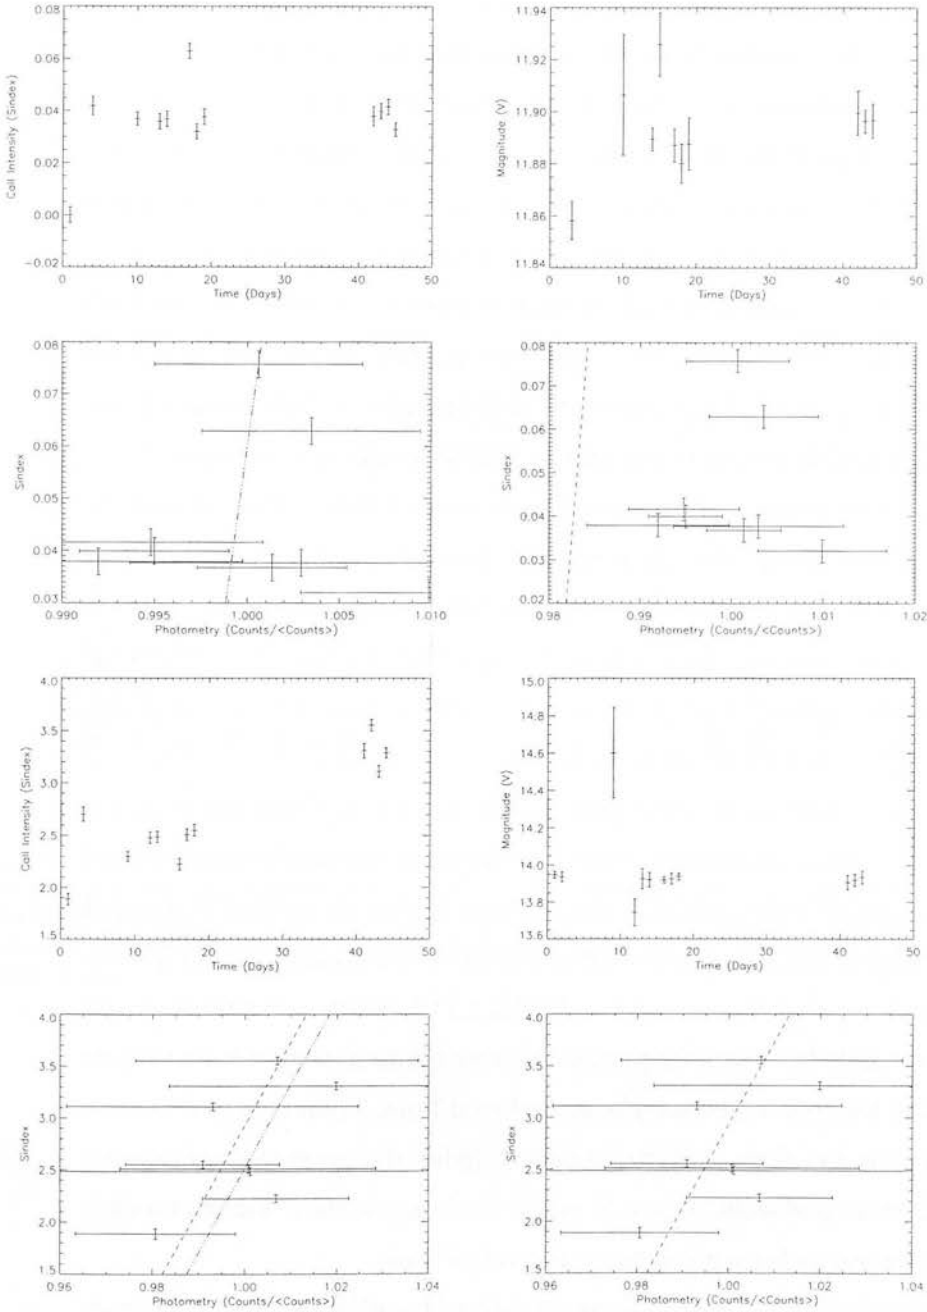 0.08
0.06
0.04
0.02
0.00
−0.02
CaII Intensity (Sindex)
0 10 20 30 40 50
Time (Days)
11.94
11.92
11.90
11.88
11.86
11.84
Magnitude (V)
0 10 20 30 40 50
Time (Days)
0.08
0.07
0.06
0.05
0.04
0.03
Sindex
0.990 0.995 1.000 1.005 1.010
Photometry (Counts/<Counts>)
0.08
0.07
0.06
0.05
0.04
0.03
0.02
Sindex
0.98 0.99 1.00 1.01 1.02
Photometry (Counts/<Counts>)
4.0
3.5
3.0
2.5
2.0
1.5
CaII Intensity (Sindex)
0 10 20 30 40 50
Time (Days)
15.0
14.8
14.6
14.4
14.2
14.0
13.8
13.6
Magnitude (V)
0 10 20 30 40 50
Time (Days)
4.0
3.5
3.0
2.5
2.0
1.5
Sindex
0.96 0.98 1.00 1.02 1.04
Photometry (Counts/<Counts>)
4.0
3.5
3.0
2.5
2.0
1.5
Sindex
0.96 0.98 1.00 1.02 1.04
Photometry (Counts/<Counts>)